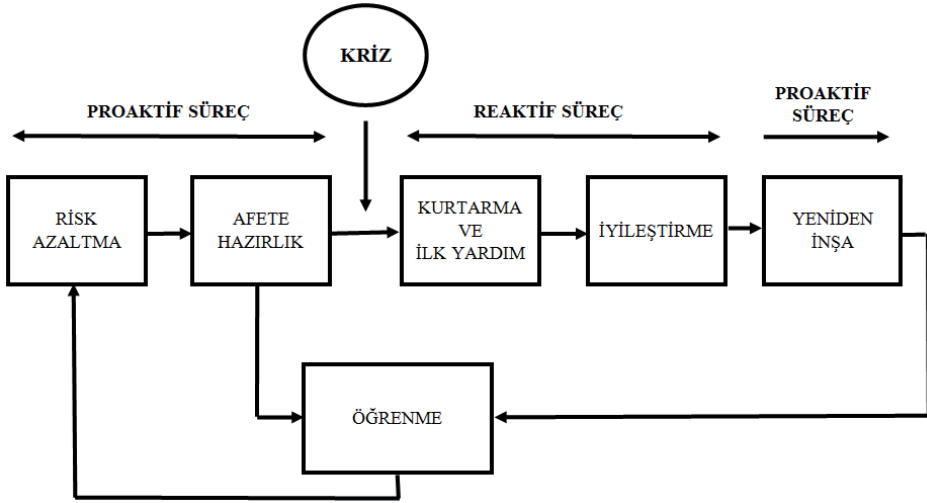 KRİZ
PROAKTİF SÜREÇ
REAKTİF SÜREÇ
PROAKTİF
SÜREÇ
RİSK
AZALTMA
AFETE
HAZIRLIK
KURTARMA
VE
İLK YARDIM
İYİLEŞTİRME
YENİDEN
İNŞA
ÖĞRENME